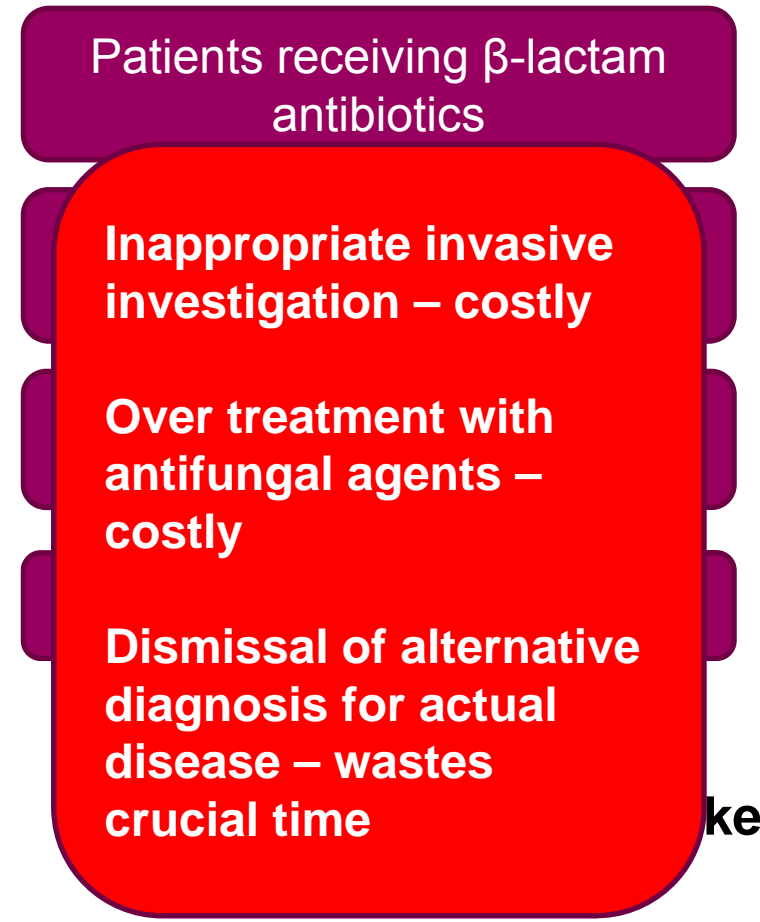 Patients receiving β-lactam
antibiotics
Inappropriate invasive
investigation – costly
Over treatment with
antifungal agents –
costly
Dismissal of alternative
diagnosis for actual
disease – wastes
crucial time
ke